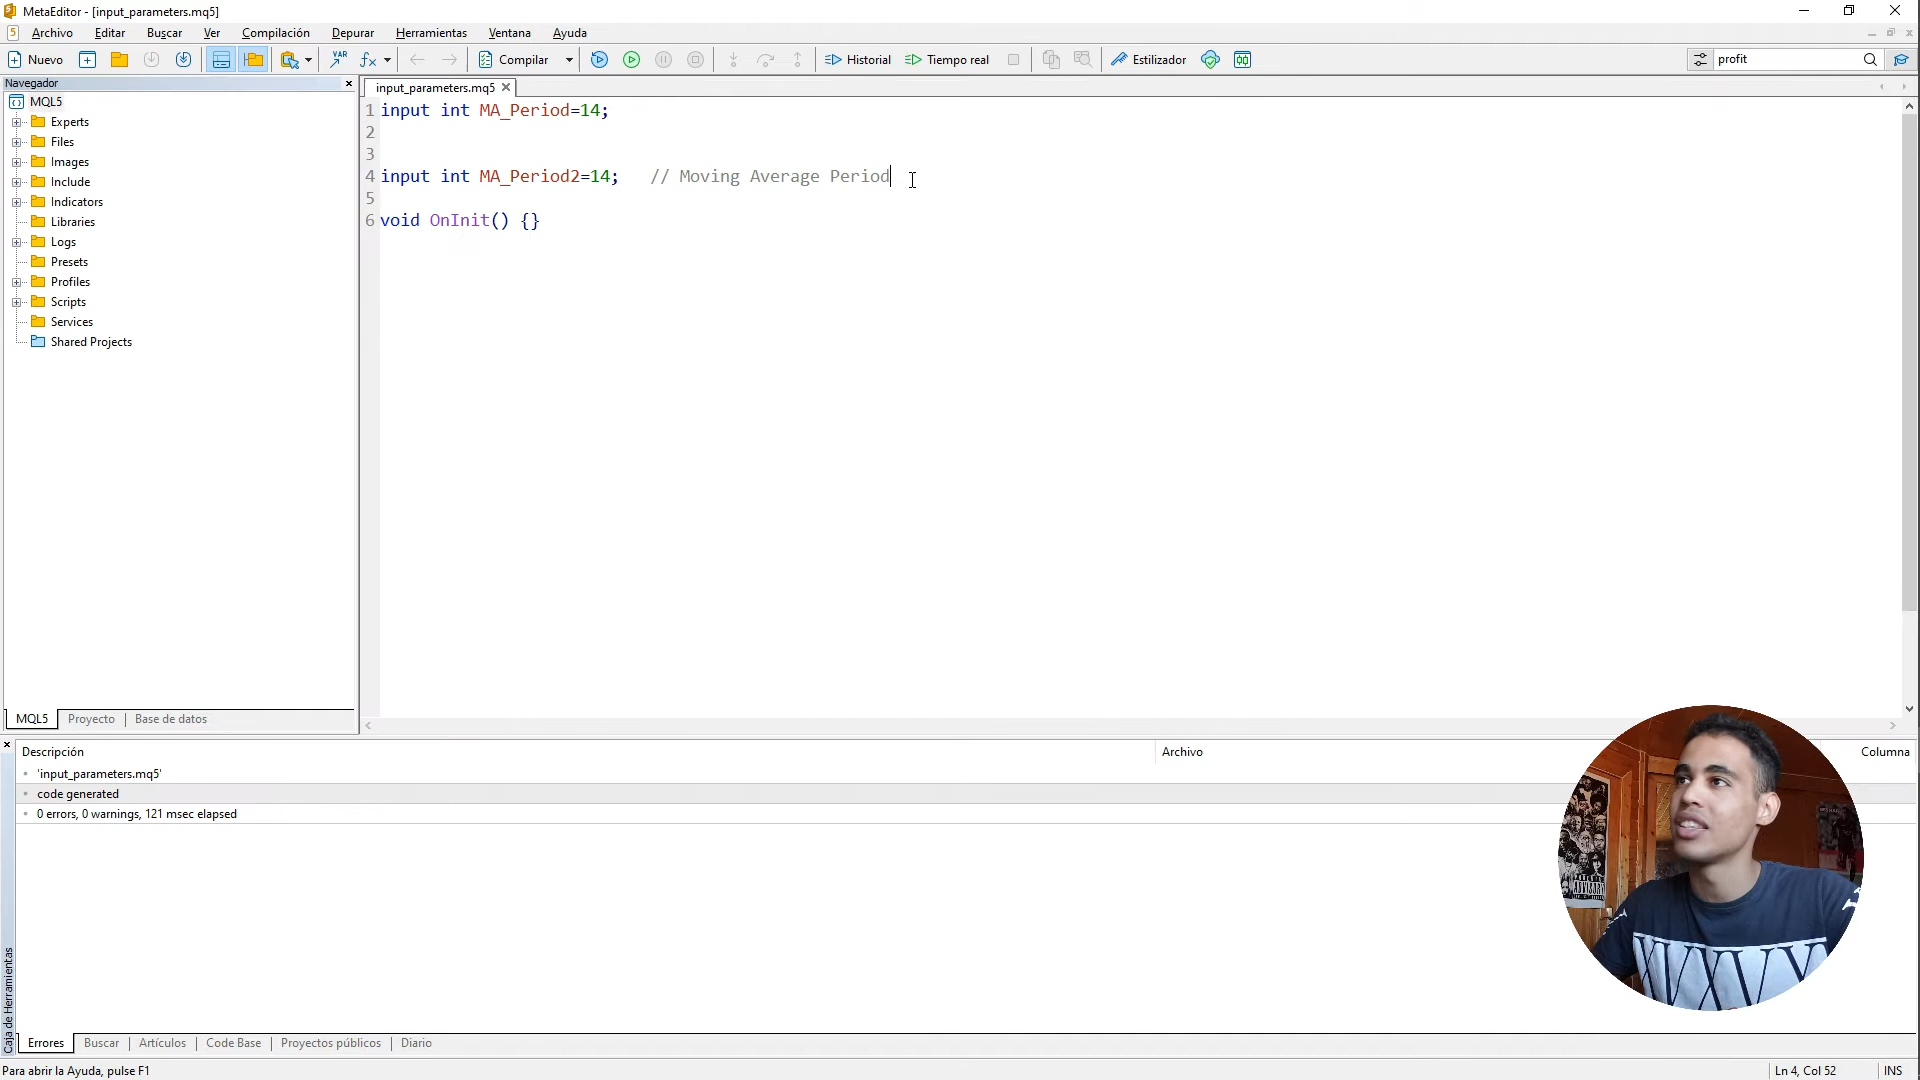 MetaEditor - [input_parameters.mq5]
5 Archivo Editar Buscar Ver Compilación Depurar Herramientas Ventana Ayuda
Nuevo VAR fx Compilar Historial Tiempo real Estilizador profit
Navegador
MQL5
Experts
Files
Images
Include
Indicators
Libraries
Logs
Presets
Profiles
Scripts
Services
Shared Projects
MQL5 Proyecto Base de datos
input_parameters.mq5
1 input int MA_Period=14;
2
3
4 input int MA_Period2=14;   // Moving Average Period
5
6 void OnInit() {}
Descripción Archivo Columna
'input_parameters.mq5'
code generated
0 errors, 0 warnings, 121 msec elapsed
Caja de Herramientas
Errores Buscar Artículos Code Base Proyectos públicos Diario
Para abrir la Ayuda, pulse F1 Ln 4, Col 52 INS